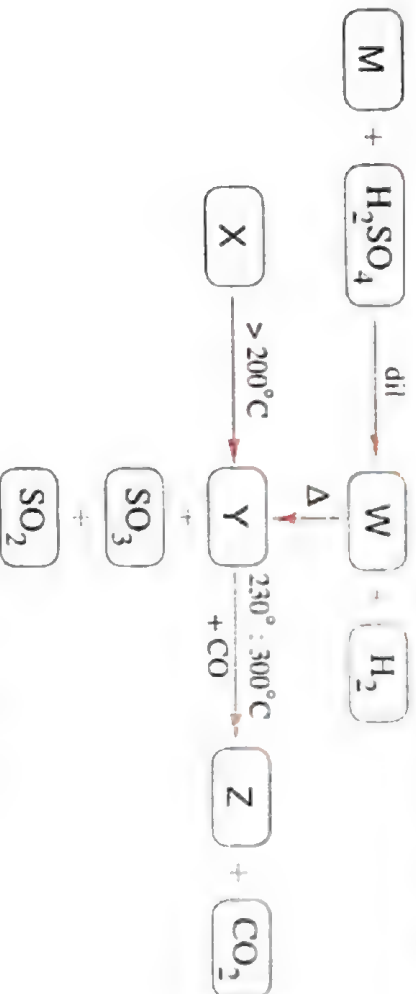 M + H₂SO₄ dil W + H₂
Δ
X > 200°C Y 230° : 300°C + CO Z + CO₂
+
SO₃
+
SO₂